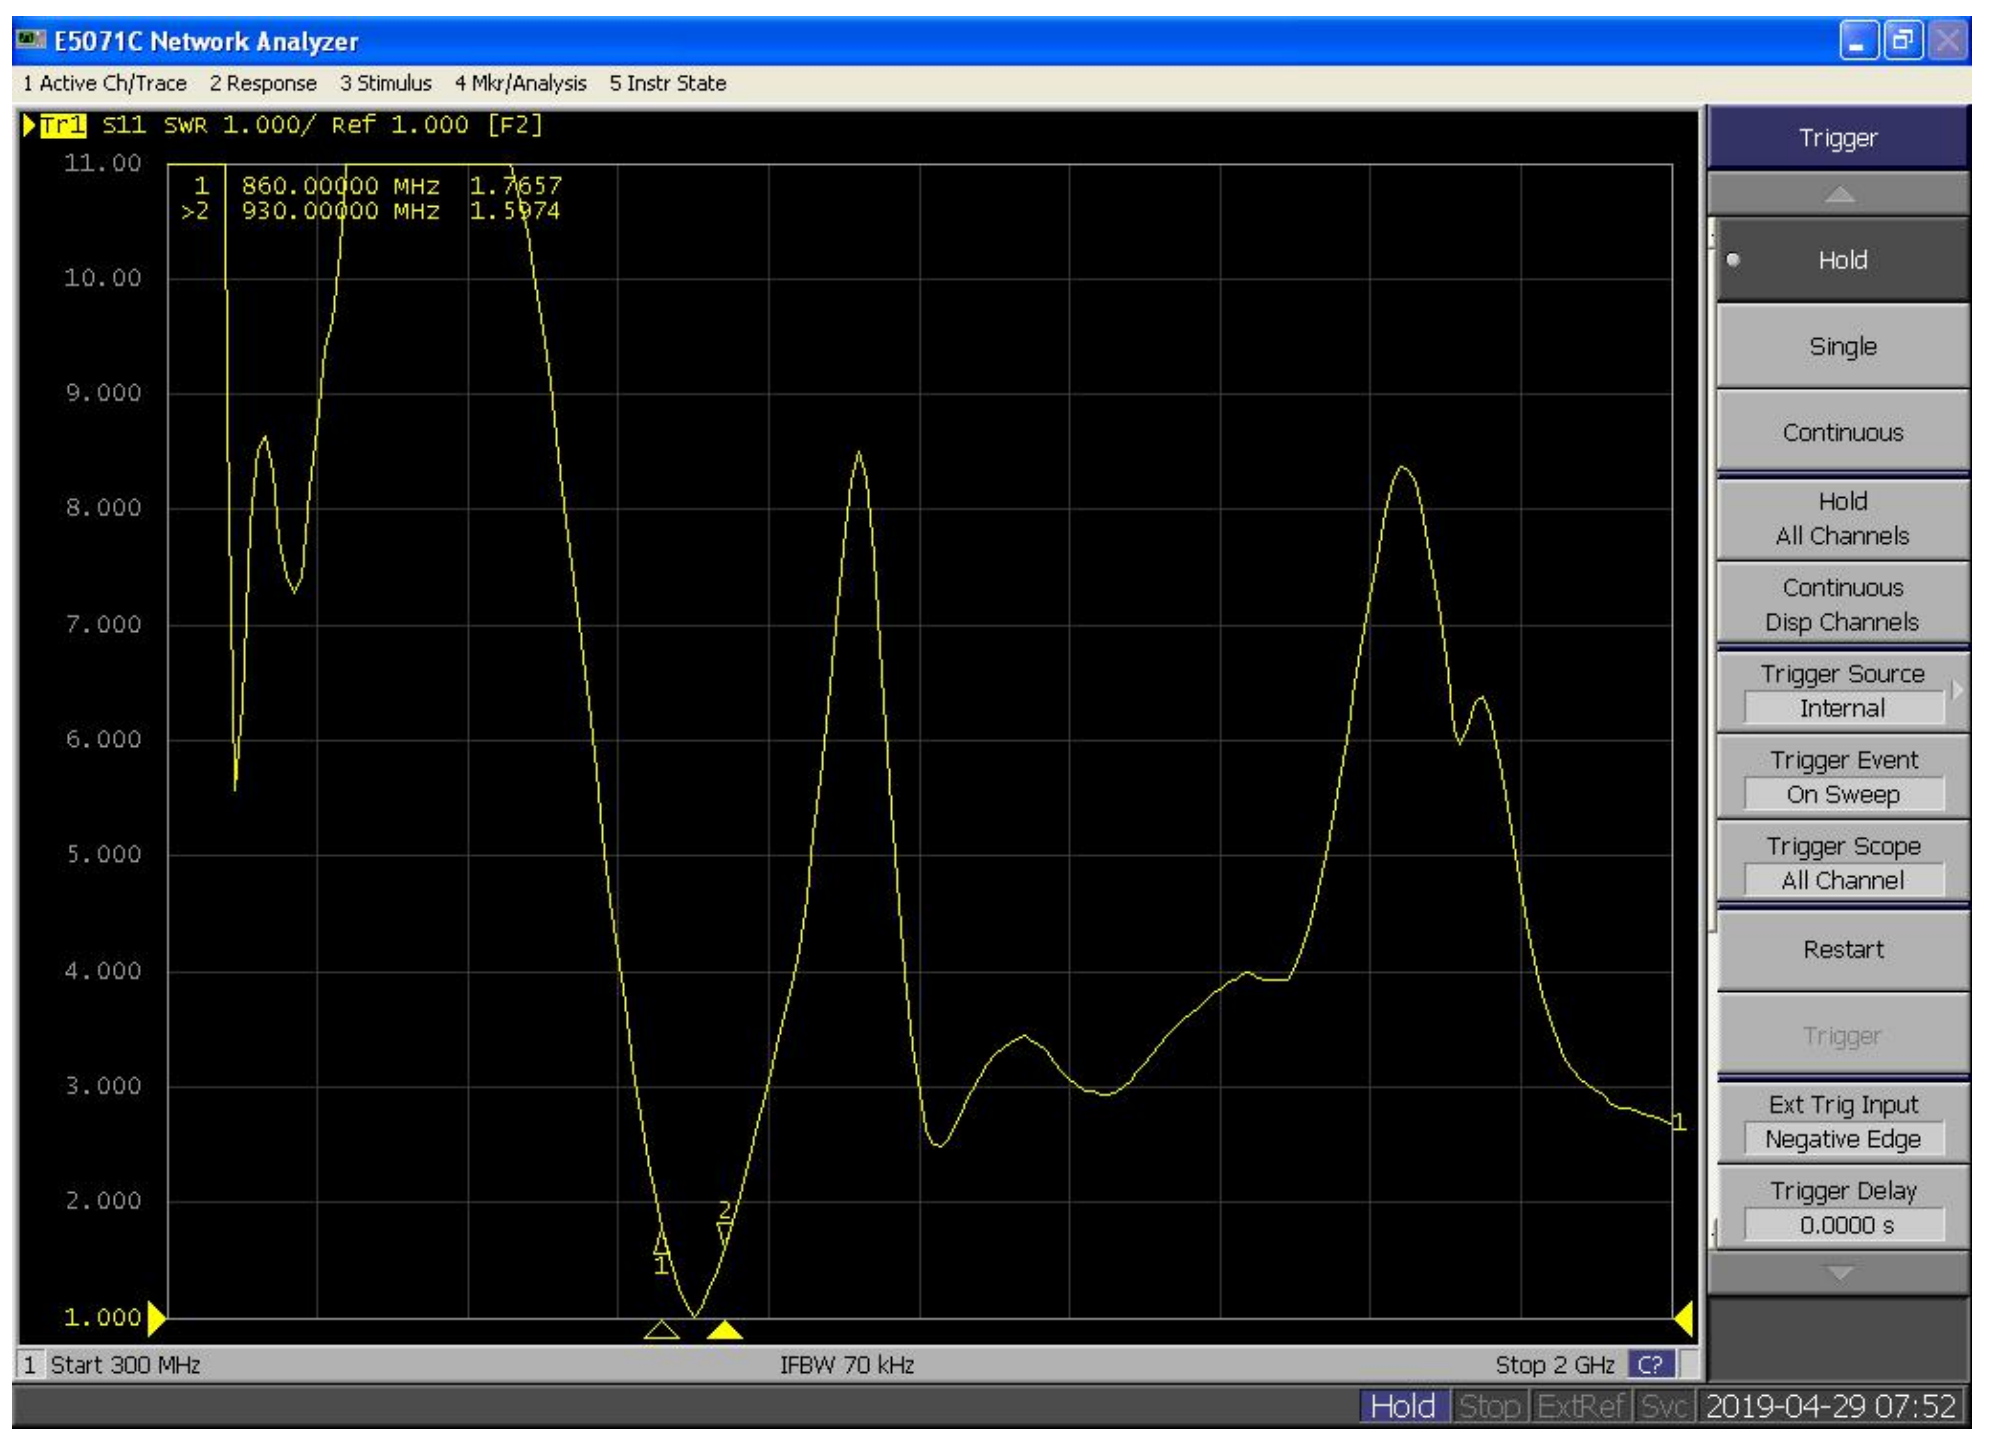 E5071C Network Analyzer
1 Active Ch/Trace 2 Response 3 Stimulus 4 Mkr/Analysis 5 Instr State
Tr1 S11 SWR 1.000/ Ref 1.000 [F2]
11.00
1 860.00000 MHz 1.7657
>2 930.00000 MHz 1.5974
10.00
9.000
8.000
7.000
6.000
5.000
4.000
3.000
2.000
1.000
2
1
1
1 Start 300 MHz IFBW 70 kHz Stop 2 GHz C?
Trigger
Hold
Single
Continuous
Hold
All Channels
Continuous
Disp Channels
Trigger Source
Internal
Trigger Event
On Sweep
Trigger Scope
All Channel
Restart
Trigger
Ext Trig Input
Negative Edge
Trigger Delay
0.0000 s
Hold Stop ExtRef Svc 2019-04-29 07:52